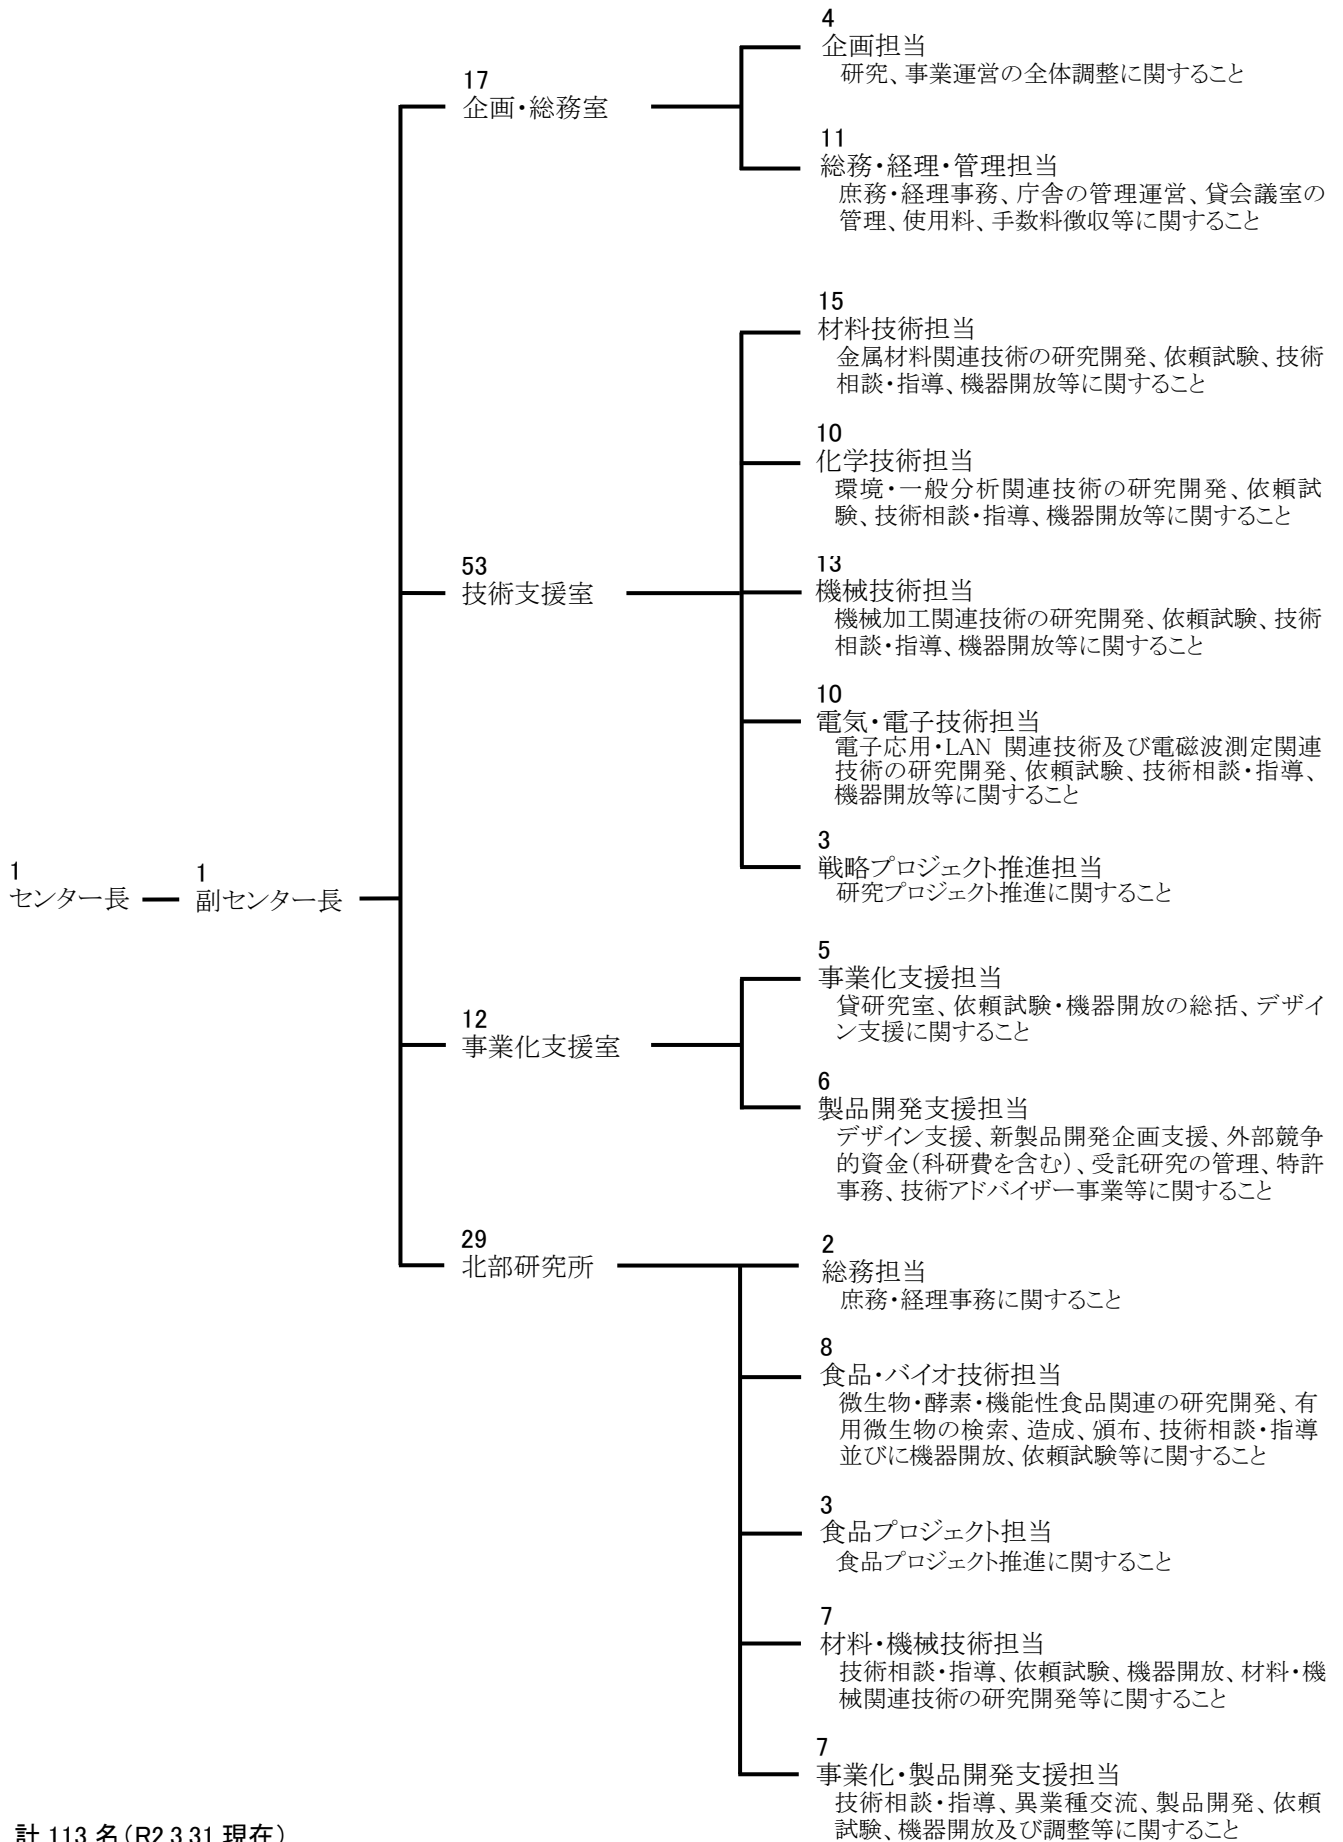 4
企画担当
研究、事業運営の全体調整に関すること
17
企画・総務室
11
総務・経理・管理担当
庶務・経理事務、庁舎の管理運営、貸会議室の
管理、使用料、手数料徴収等に関すること
15
材料技術担当
金属材料関連技術の研究開発、依頼試験、技術
相談・指導、機器開放等に関すること
10
化学技術担当
環境・一般分析関連技術の研究開発、依頼試
験、技術相談・指導、機器開放等に関すること
53
技術支援室
13
機械技術担当
機械加工関連技術の研究開発、依頼試験、技術
相談・指導、機器開放等に関すること
10
電気・電子技術担当
電子応用・LAN 関連技術及び電磁波測定関連
技術の研究開発、依頼試験、技術相談・指導、
機器開放等に関すること
3
戦略プロジェクト推進担当
研究プロジェクト推進に関すること
1
センター長
1
副センター長
5
事業化支援担当
貸研究室、依頼試験・機器開放の総括、デザイ
ン支援に関すること
12
事業化支援室
6
製品開発支援担当
デザイン支援、新製品開発企画支援、外部競争
的資金(科研費を含む)、受託研究の管理、特許
事務、技術アドバイザー事業等に関すること
29
北部研究所
2
総務担当
庶務・経理事務に関すること
8
食品・バイオ技術担当
微生物・酵素・機能性食品関連の研究開発、有
用微生物の検索、造成、頒布、技術相談・指導
並びに機器開放、依頼試験等に関すること
3
食品プロジェクト担当
食品プロジェクト推進に関すること
7
材料・機械技術担当
技術相談・指導、依頼試験、機器開放、材料・機
械関連技術の研究開発等に関すること
7
事業化・製品開発支援担当
技術相談・指導、異業種交流、製品開発、依頼
試験、機器開放及び調整等に関すること
計 113 名(R2.3.31 現在)